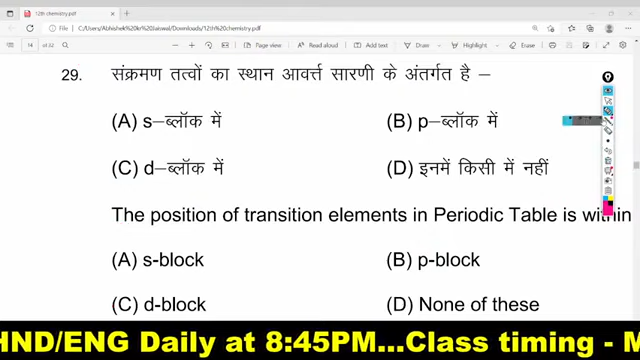 12th chemistry.pdf
C:/Users/Abhishek%20kr%20Jaiswal/Downloads/12th%20chemistry.pdf
14 of 32
Page view
Read aloud
Add text
Draw
Highlight
Erase
29. संक्रमण तत्वों का स्थान आवर्त्त सारणी के अंतर्गत है –
(A) s–ब्लॉक में (B) p–ब्लॉक में
(C) d–ब्लॉक में (D) इनमें किसी में नहीं
The position of transition elements in Periodic Table is within
(A) s-block (B) p-block
(C) d-block (D) None of these
HND/ENG Daily at 8:45PM...Class timing - M